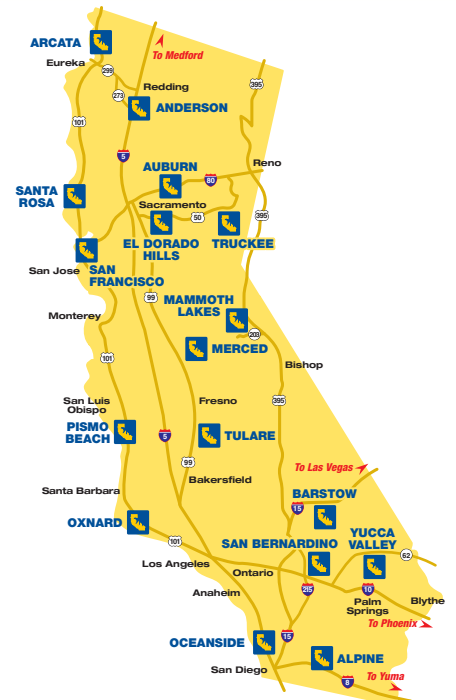 ARCATA
To Medford
Eureka
299
395
Redding
273
ANDERSON
101
5
Reno
AUBURN
80
SANTA
ROSA
Sacramento
50
395
EL DORADO
HILLS
TRUCKEE
San Jose
SAN
FRANCISCO
99
MAMMOTH
LAKES
Monterey
203
MERCED
101
Bishop
395
San Luis
Obispo
Fresno
PISMO
BEACH
5
TULARE
99
To Las Vegas
Bakersfield
Santa Barbara
BARSTOW
15
OXNARD
YUCCA
VALLEY
101
SAN BERNARDINO
62
Los Angeles
Ontario
Anaheim
215
10
Palm
Springs
Blythe
To Phoenix
OCEANSIDE
15
San Diego
ALPINE
To Yuma
8